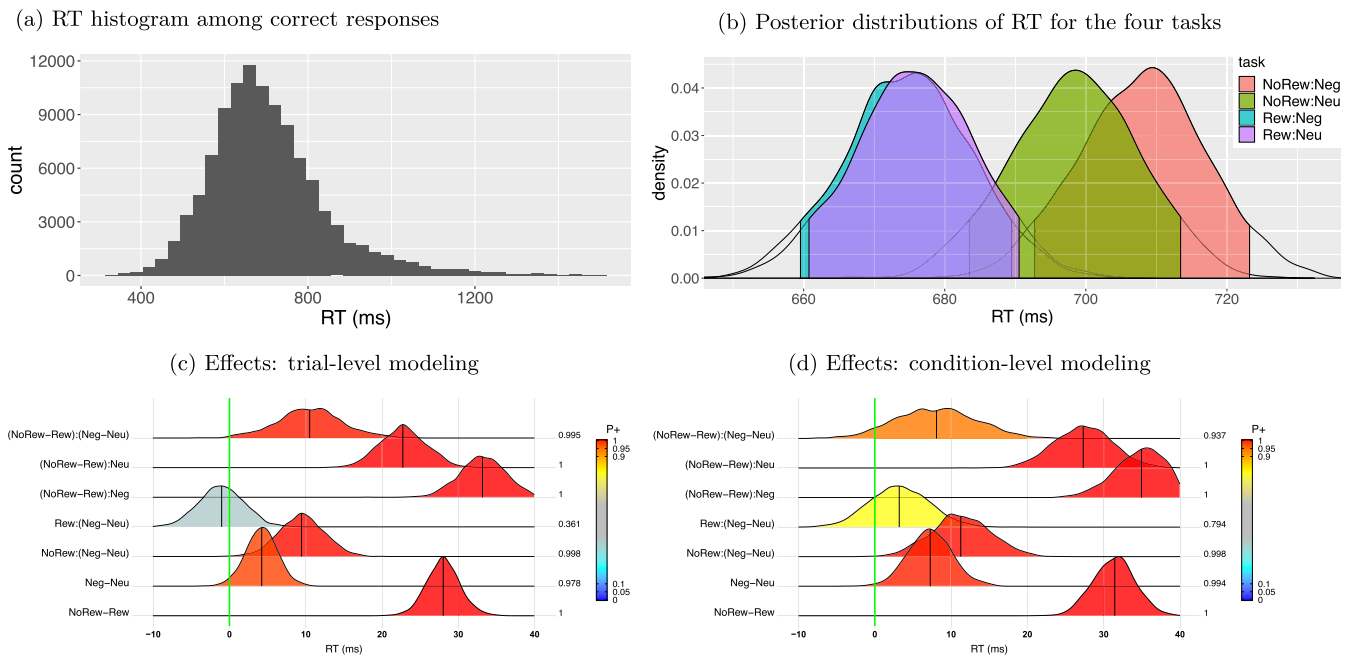 (a) RT histogram among correct responses
12000
9000
6000
3000
0
count
400
800
1200
RT (ms)
(b) Posterior distributions of RT for the four tasks
0.04
0.03
0.02
0.01
0.00
density
660
680
700
720
RT (ms)
task
NoRew:Neg
NoRew:Neu
Rew:Neg
Rew:Neu
(c) Effects: trial-level modeling
(NoRew−Rew):(Neg−Neu)
0.995
(NoRew−Rew):Neu
1
(NoRew−Rew):Neg
1
Rew:(Neg−Neu)
0.361
NoRew:(Neg−Neu)
0.998
Neg−Neu
0.978
NoRew−Rew
1
−10
0
10
20
30
40
RT (ms)
P+
1
0.95
0.9
0.1
0.05
0
(d) Effects: condition-level modeling
(NoRew−Rew):(Neg−Neu)
0.937
(NoRew−Rew):Neu
1
(NoRew−Rew):Neg
1
Rew:(Neg−Neu)
0.794
NoRew:(Neg−Neu)
0.998
Neg−Neu
0.994
NoRew−Rew
1
−10
0
10
20
30
40
RT (ms)
P+
1
0.95
0.9
0.1
0.05
0